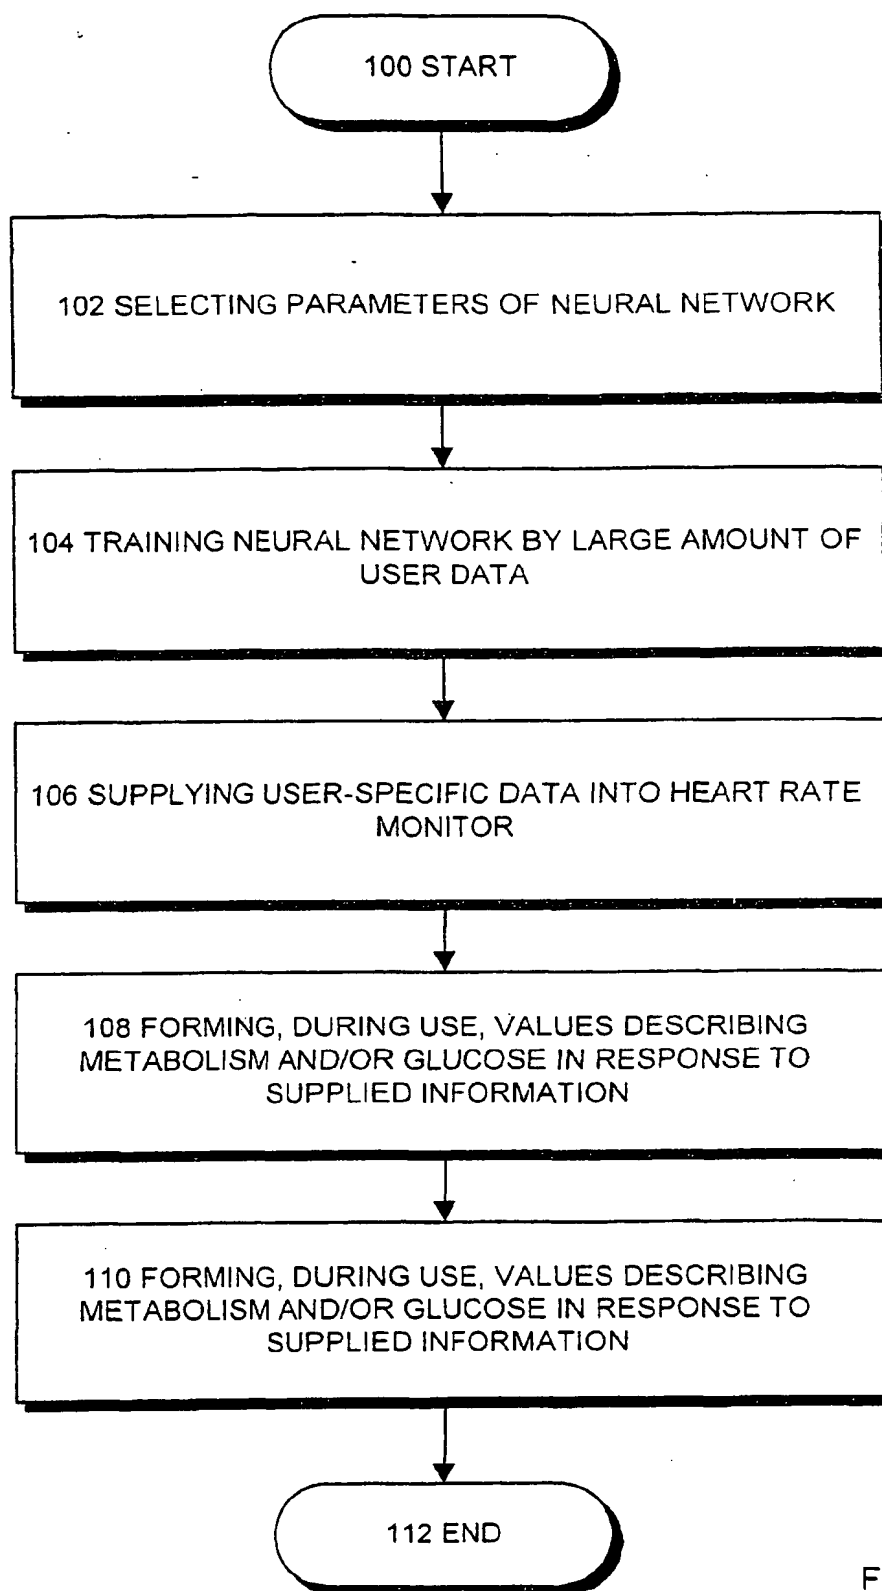 100 START
102 SELECTING PARAMETERS OF NEURAL NETWORK
104 TRAINING NEURAL NETWORK BY LARGE AMOUNT OF
USER DATA
106 SUPPLYING USER-SPECIFIC DATA INTO HEART RATE
MONITOR
108 FORMING, DURING USE, VALUES DESCRIBING
METABOLISM AND/OR GLUCOSE IN RESPONSE TO
SUPPLIED INFORMATION
110 FORMING, DURING USE, VALUES DESCRIBING
METABOLISM AND/OR GLUCOSE IN RESPONSE TO
SUPPLIED INFORMATION
112 END
F